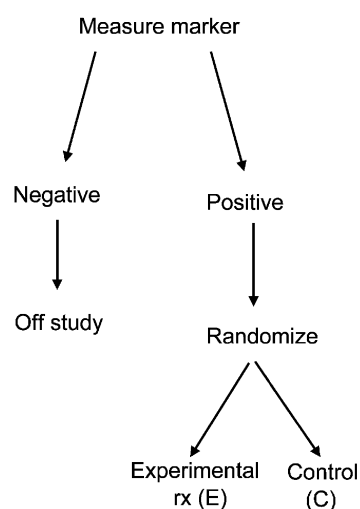 Measure marker
Negative
Positive
Off study
Randomize
Experimental
rx (E)
Control
(C)